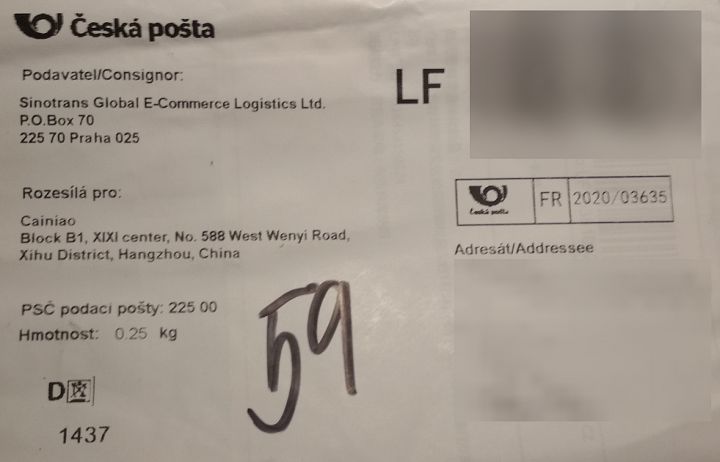 Česká pošta
Podavatel/Consignor:
Sinotrans Global E-Commerce Logistics Ltd.
P.O.Box 70
225 70 Praha 025
LF
Rozesílá pro:
Cainiao
Block B1, XIXI center, No. 588 West Wenyi Road,
Xihu District, Hangzhou, China
Česká pošta
FR
2020/03635
Adresát/Addressee
PSČ podací pošty: 225 00
Hmotnost: 0.25 kg
59
D
1437